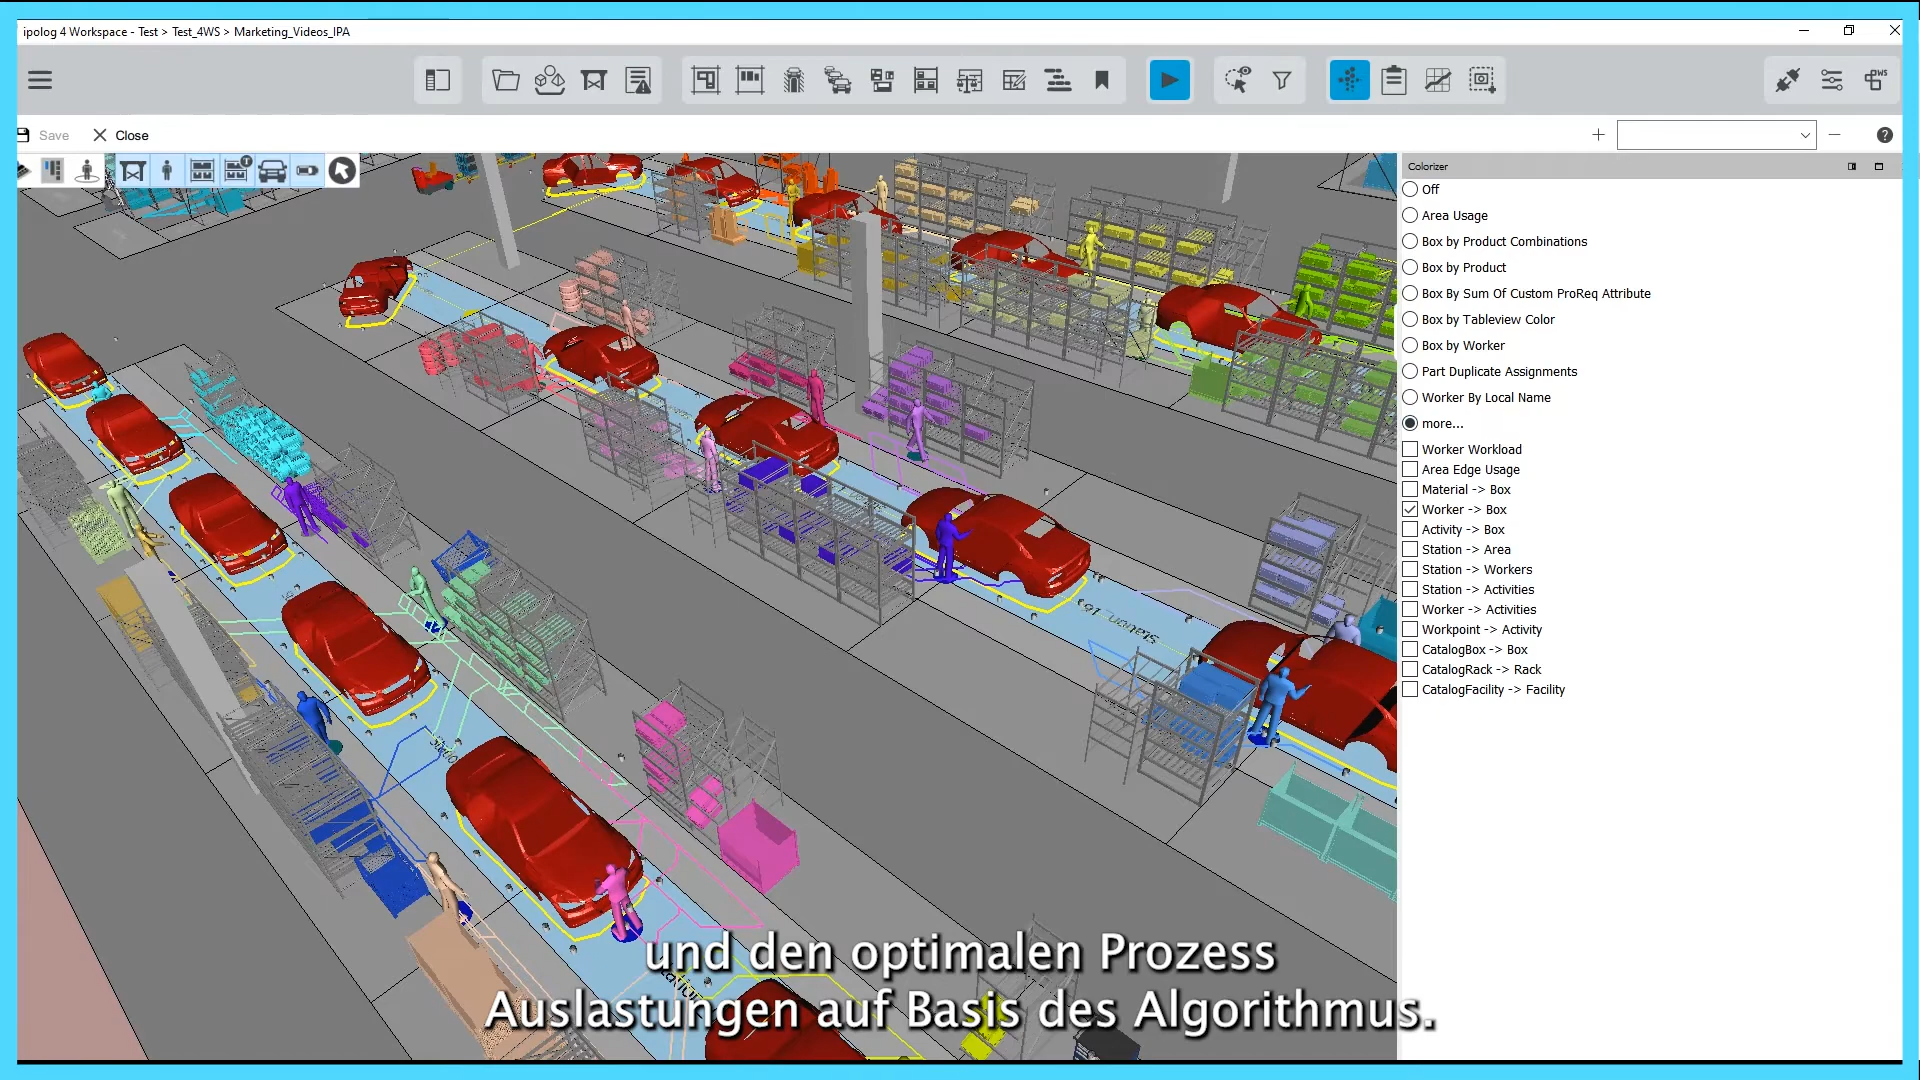 ipolog 4 Workspace - Test > Test_4WS > Marketing_Videos_IPA
WS
Save
Close
?
T
Colorizer
Off
Area Usage
Box by Product Combinations
Box by Product
Box By Sum Of Custom ProReq Attribute
Box by Tableview Color
Box by Worker
Part Duplicate Assignments
Worker By Local Name
more...
Worker Workload
Area Edge Usage
Material -> Box
Worker -> Box
Activity -> Box
Station -> Area
Station -> Workers
Station -> Activities
Worker -> Activities
Workpoint -> Activity
CatalogBox -> Box
CatalogRack -> Rack
CatalogFacility -> Facility
und den optimalen Prozess
Auslastungen auf Basis des Algorithmus.